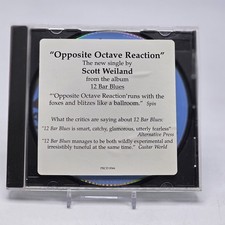 "Opposite Octave Reaction"
The new single by
Scott Weiland
from the album
12 Bar Blues
"'Opposite Octave Reaction' runs with the
foxes and blitzes like a ballroom." Spin
What the critics are saying about 12 Bar Blues
"12 Bar Blues is smart, catchy, glamorous, utterly fearless"
Alternative Press
"12 Bar Blues manages to be both wildly experimental and
irresistibly tuneful at the same time." Guitar World